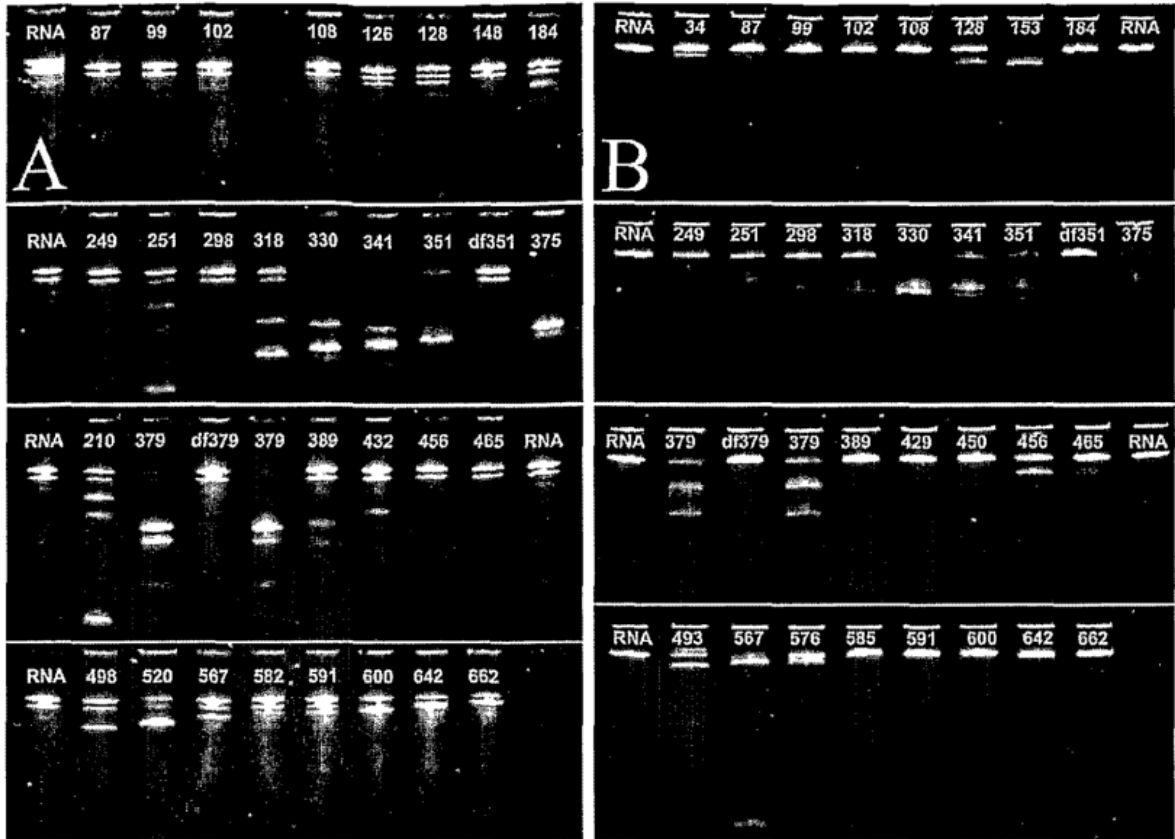 A
RNA 87 99 102 108 126 128 148 184
RNA 249 251 298 318 330 341 351 df351 375
RNA 210 379 df379 379 389 432 456 465 RNA
RNA 498 520 567 582 591 600 642 662
B
RNA 34 87 99 102 108 128 153 184 RNA
RNA 249 251 298 318 330 341 351 df351 375
RNA 379 df379 379 389 429 450 456 465 RNA
RNA 493 567 576 585 591 600 642 662